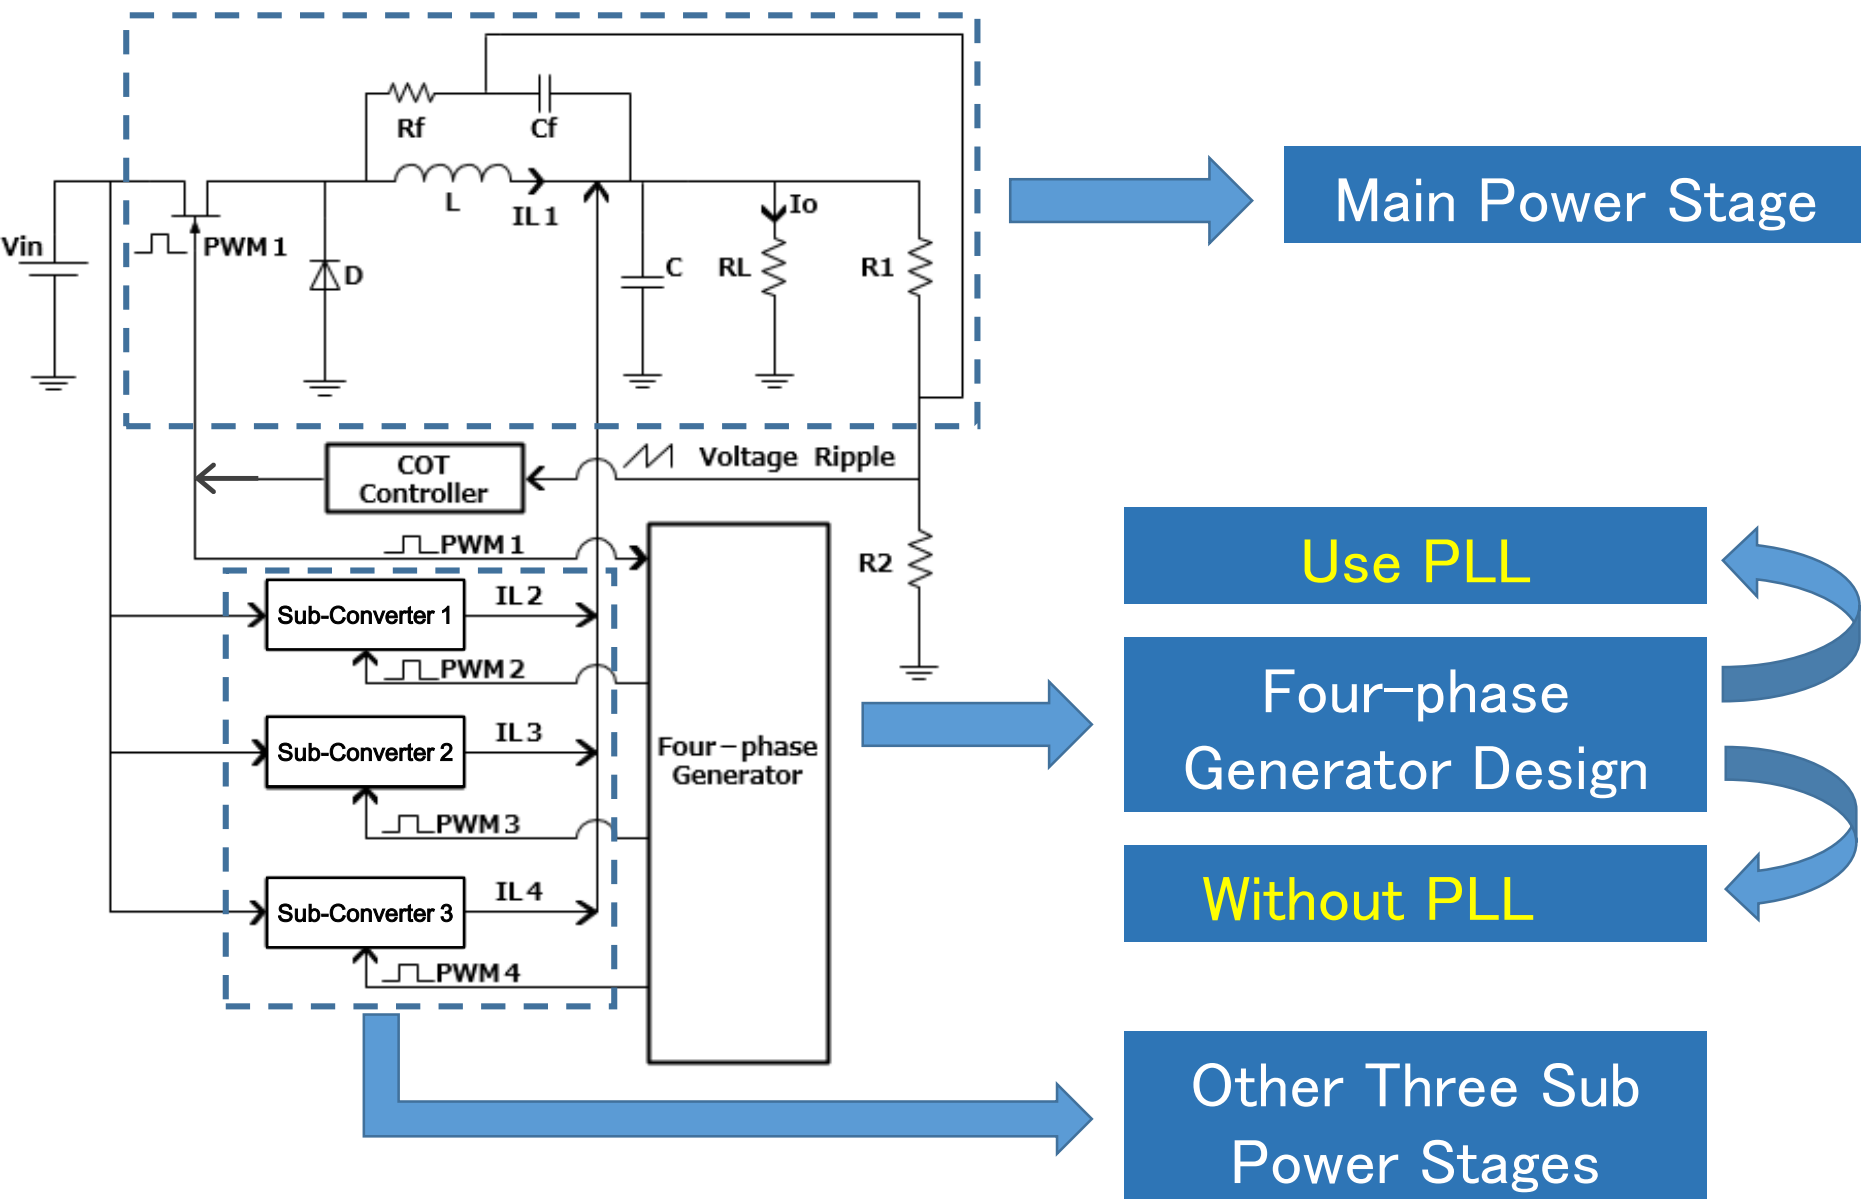 Rf
Cf
L
IL1
Io
Vin
PWM1
D
C
RL
R1
Main Power Stage
COT
Controller
Voltage Ripple
PWM1
R2
Use PLL
Sub-Converter 1
IL2
PWM2
Four-phase
Generator Design
Sub-Converter 2
IL3
Four－phase
Generator
PWM3
Without PLL
Sub-Converter 3
IL4
PWM4
Other Three Sub
Power Stages